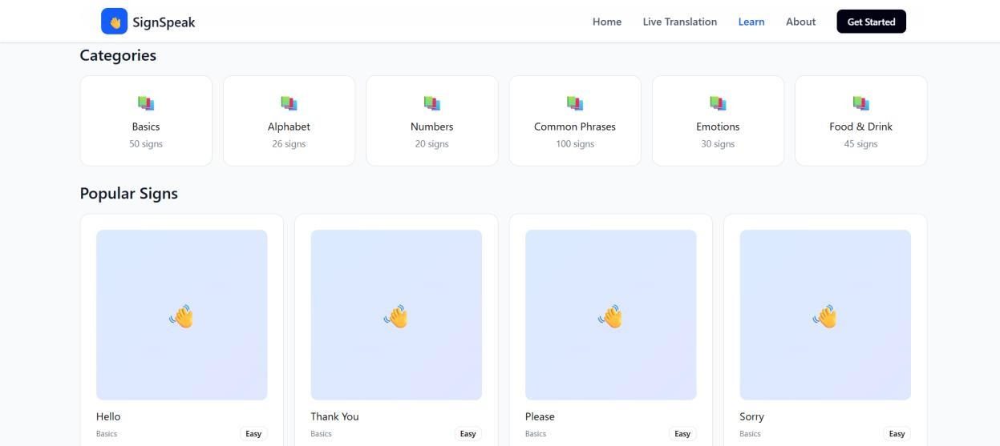 SignSpeak
Home Live Translation Learn About Get Started
Categories
Basics Alphabet Numbers Common Phrases Emotions Food & Drink
50 signs 26 signs 20 signs 100 signs 30 signs 45 signs
Popular Signs
Hello Thank You Please Sorry
Basics Easy Basics Easy Basics Easy Basics Easy